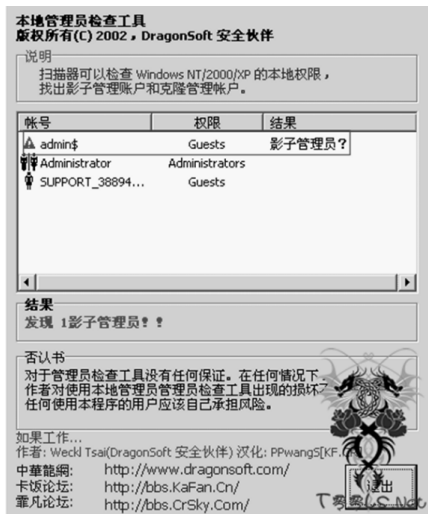 本地管理员检查工具
版权所有(C) 2002，DragonSoft 安全伙伴
说明
扫描器可以检查 Windows NT/2000/XP 的本地权限，
找出影子管理账户和克隆管理帐户。
帐号 权限 结果
admin$ Guests 影子管理员？
Administrator Administrators
SUPPORT_38894... Guests
结果
发现 1影子管理员！！
否认书
对于管理员检查工具没有任何保证。在任何情况下
作者对使用本地管理员管理员检查工具出现的损坏
任何使用本程序的用户应该自己承担风险。
如果工作...
作者: Weckl Tsai(DragonSoft 安全伙伴) 汉化: PPwangS[KF.
中華龍網: http://www.dragonsoft.com/
卡饭论坛: http://bbs.KaFan.Cn/
霏凡论坛: http://bbs.CrSky.Com/
退出